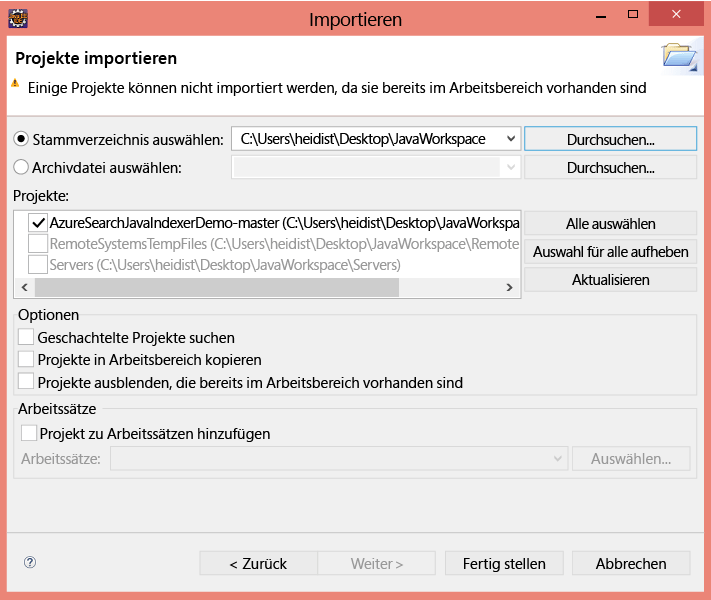 Importieren
Projekte importieren
Einige Projekte können nicht importiert werden, da sie bereits im Arbeitsbereich vorhanden sind
Stammverzeichnis auswählen: C:\Users\heidist\Desktop\JavaWorkspace Durchsuchen...
Archivdatei auswählen: Durchsuchen...
Projekte:
AzureSearchJavaIndexerDemo-master (C:\Users\heidist\Desktop\JavaWorkspa Alle auswählen
RemoteSystemsTempFiles (C:\Users\heidist\Desktop\JavaWorkspace\Remote Auswahl für alle aufheben
Servers (C:\Users\heidist\Desktop\JavaWorkspace\Servers) Aktualisieren
Optionen
Geschachtelte Projekte suchen
Projekte in Arbeitsbereich kopieren
Projekte ausblenden, die bereits im Arbeitsbereich vorhanden sind
Arbeitssätze
Projekt zu Arbeitssätzen hinzufügen
Arbeitssätze: Auswählen...
? < Zurück Weiter > Fertig stellen Abbrechen